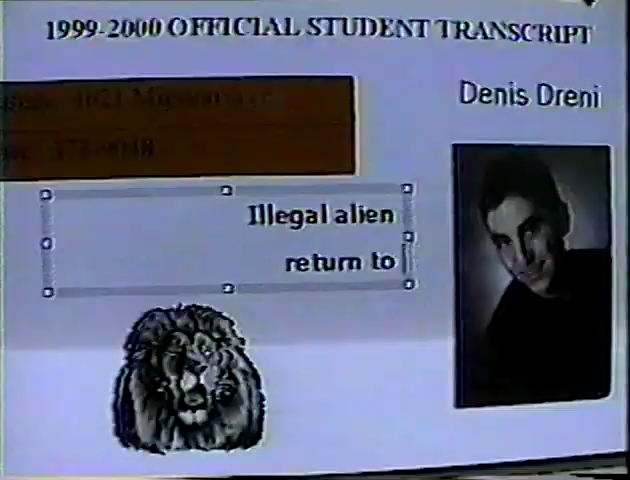 1999-2000 OFFICIAL STUDENT TRANSCRIPT
Denis Dreni
Illegal alien
return to